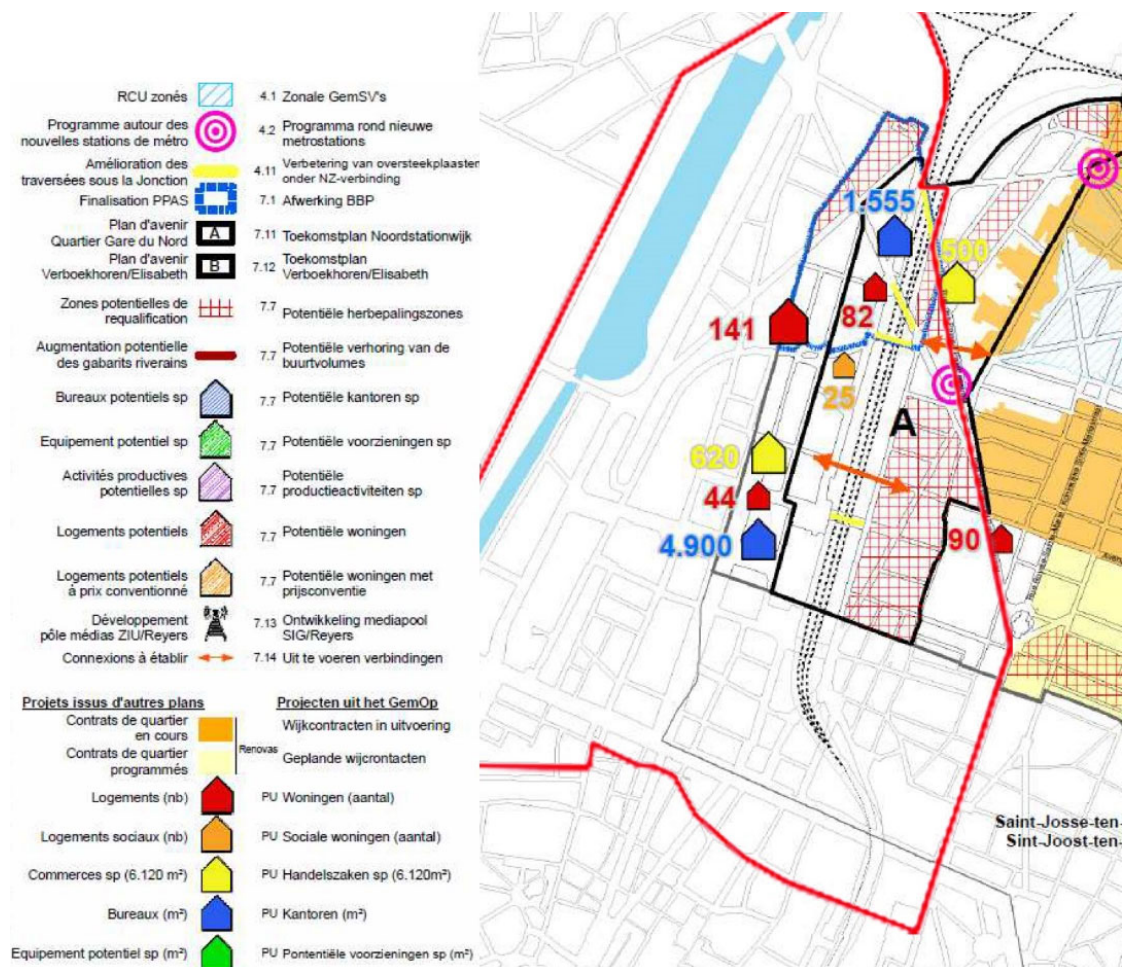 RCU zonés 4.1 Zonale GemSV's
Programme autour des
nouvelles stations de métro
4.2 Programma rond nieuwe
metrostations
Amélioration des
traversées sous la Jonction
4.11 Verbetering van oversteekplaasten
onder NZ-verbinding
Finalisation PPAS 7.1 Afwerking BBP
Plan d'avenir
Quartier Gare du Nord
A
7.11 Toekomstplan Noordstationwijk
Plan d'avenir
Verboekhoren/Elisabeth
B
7.12 Toekomstplan
Verboekhoren/Elisabeth
Zones potentielles de
requalification
7.7 Potentiële herbepalingszones
Augmentation potentielle
des gabarits riverains
7.7 Potentiële verhoring van de
buurtvolumes
Bureaux potentiels sp 7.7 Potentiële kantoren sp
Equipement potentiel sp 7.7 Potentiële voorzieningen sp
Activités productives
potentielles sp
7.7 Potentiële
productieactiviteiten sp
Logements potentiels 7.7 Potentiële woningen
Logements potentiels
à prix conventionné
7.7 Potentiële woningen met
prijsconventie
Développement
pôle médias ZIU/Reyers
7.13 Ontwikkeling mediapool
SIG/Reyers
Connexions à établir 7.14 Uit te voeren verbindingen
Projets issus d'autres plans Projecten uit het GemOp
Contrats de quartier
en cours
Wijkcontracten in uitvoering
Renovas
Contrats de quartier
programmés
Geplande wijcrontacten
Logements (nb) PU Woningen (aantal)
Logements sociaux (nb) PU Sociale woningen (aantal)
Commerces sp (6.120 m²) PU Handelszaken sp (6.120m²)
Bureaux (m²) PU Kantoren (m²)
Equipement potentiel sp (m²) PU Pontentiële voorzieningen sp (m²)
1.555
500
82
141
25
A
620
44
4.900
90
Saint-Josse-ten-
Sint-Joost-ten-